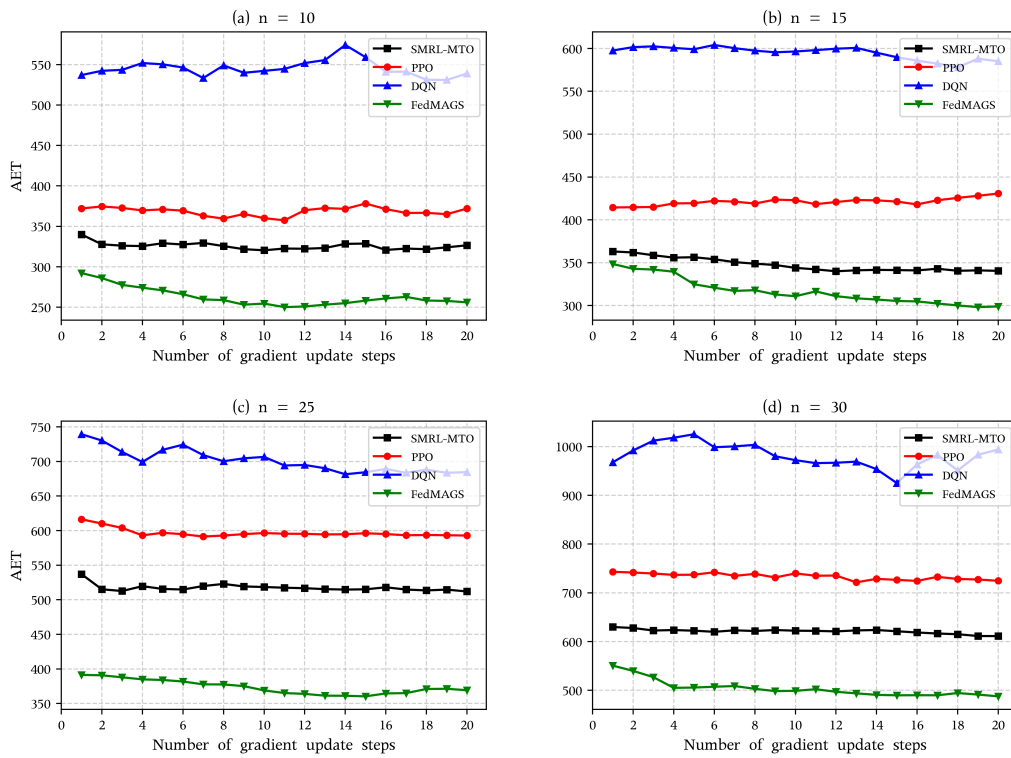 (a) n = 10
550
500
450
400
350
300
250
AET
0 2 4 6 8 10 12 14 16 18 20
Number of gradient update steps
SMRL-MTO
PPO
DQN
FedMAGS
(b) n = 15
600
550
500
450
400
350
300
0 2 4 6 8 10 12 14 16 18 20
Number of gradient update steps
SMRL-MTO
PPO
DQN
FedMAGS
(c) n = 25
750
700
650
600
550
500
450
400
350
AET
0 2 4 6 8 10 12 14 16 18 20
Number of gradient update steps
SMRL-MTO
PPO
DQN
FedMAGS
(d) n = 30
1000
900
800
700
600
500
0 2 4 6 8 10 12 14 16 18 20
Number of gradient update steps
SMRL-MTO
PPO
DQN
FedMAGS